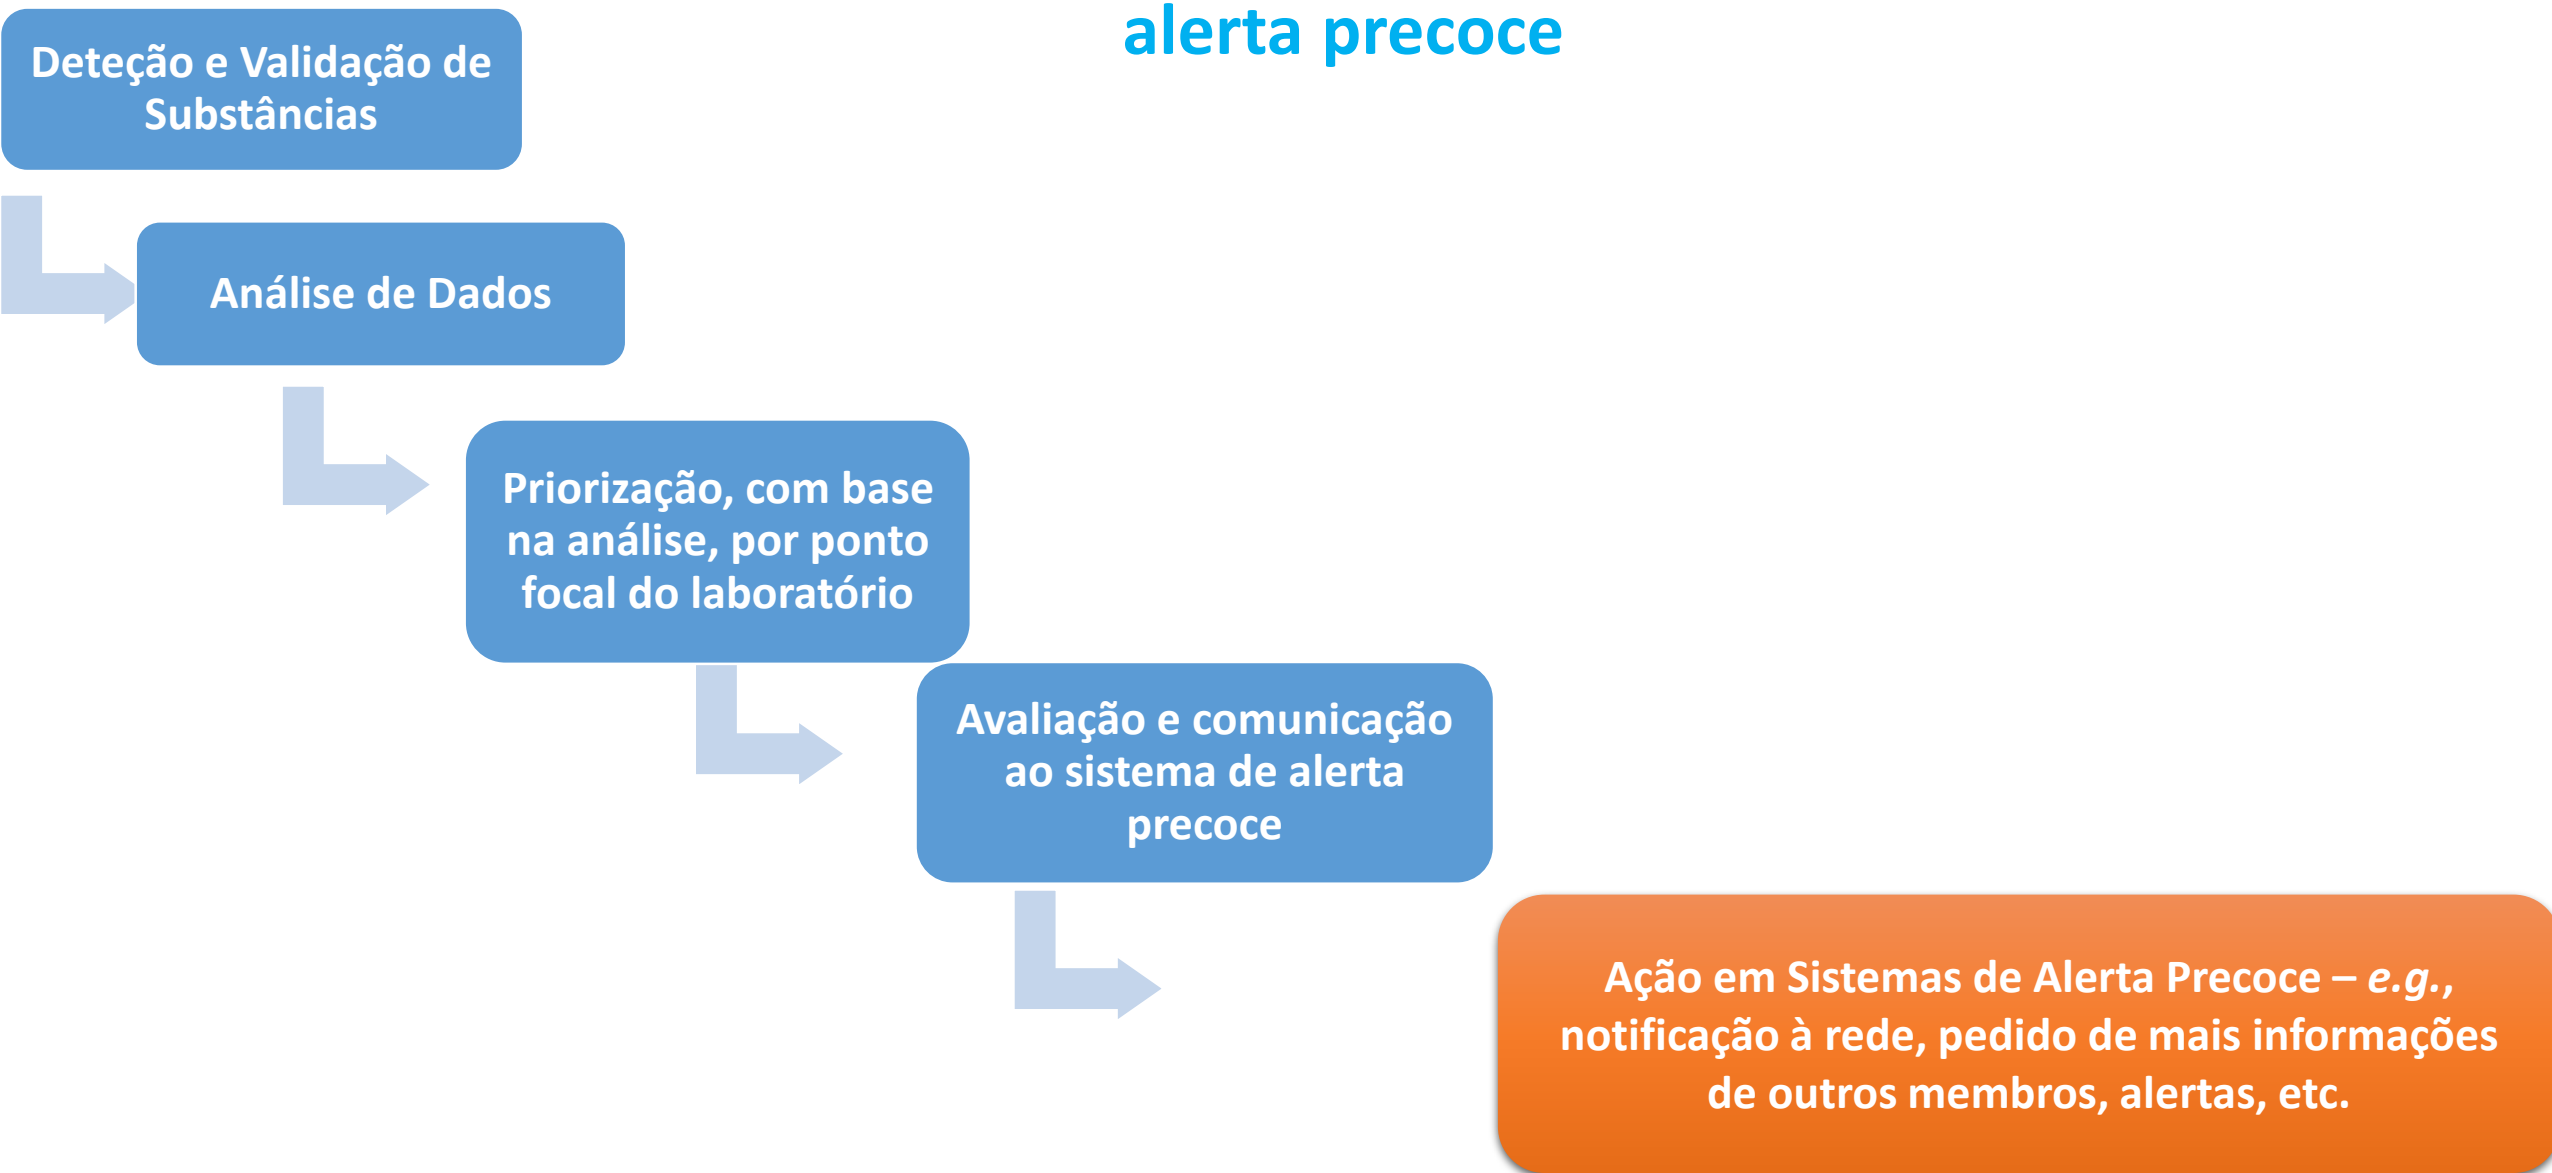 alerta precoce
Deteção e Validação de
Substâncias
Análise de Dados
Priorização, com base
na análise, por ponto
focal do laboratório
Avaliação e comunicação
ao sistema de alerta
precoce
Ação em Sistemas de Alerta Precoce – e.g.,
notificação à rede, pedido de mais informações
de outros membros, alertas, etc.